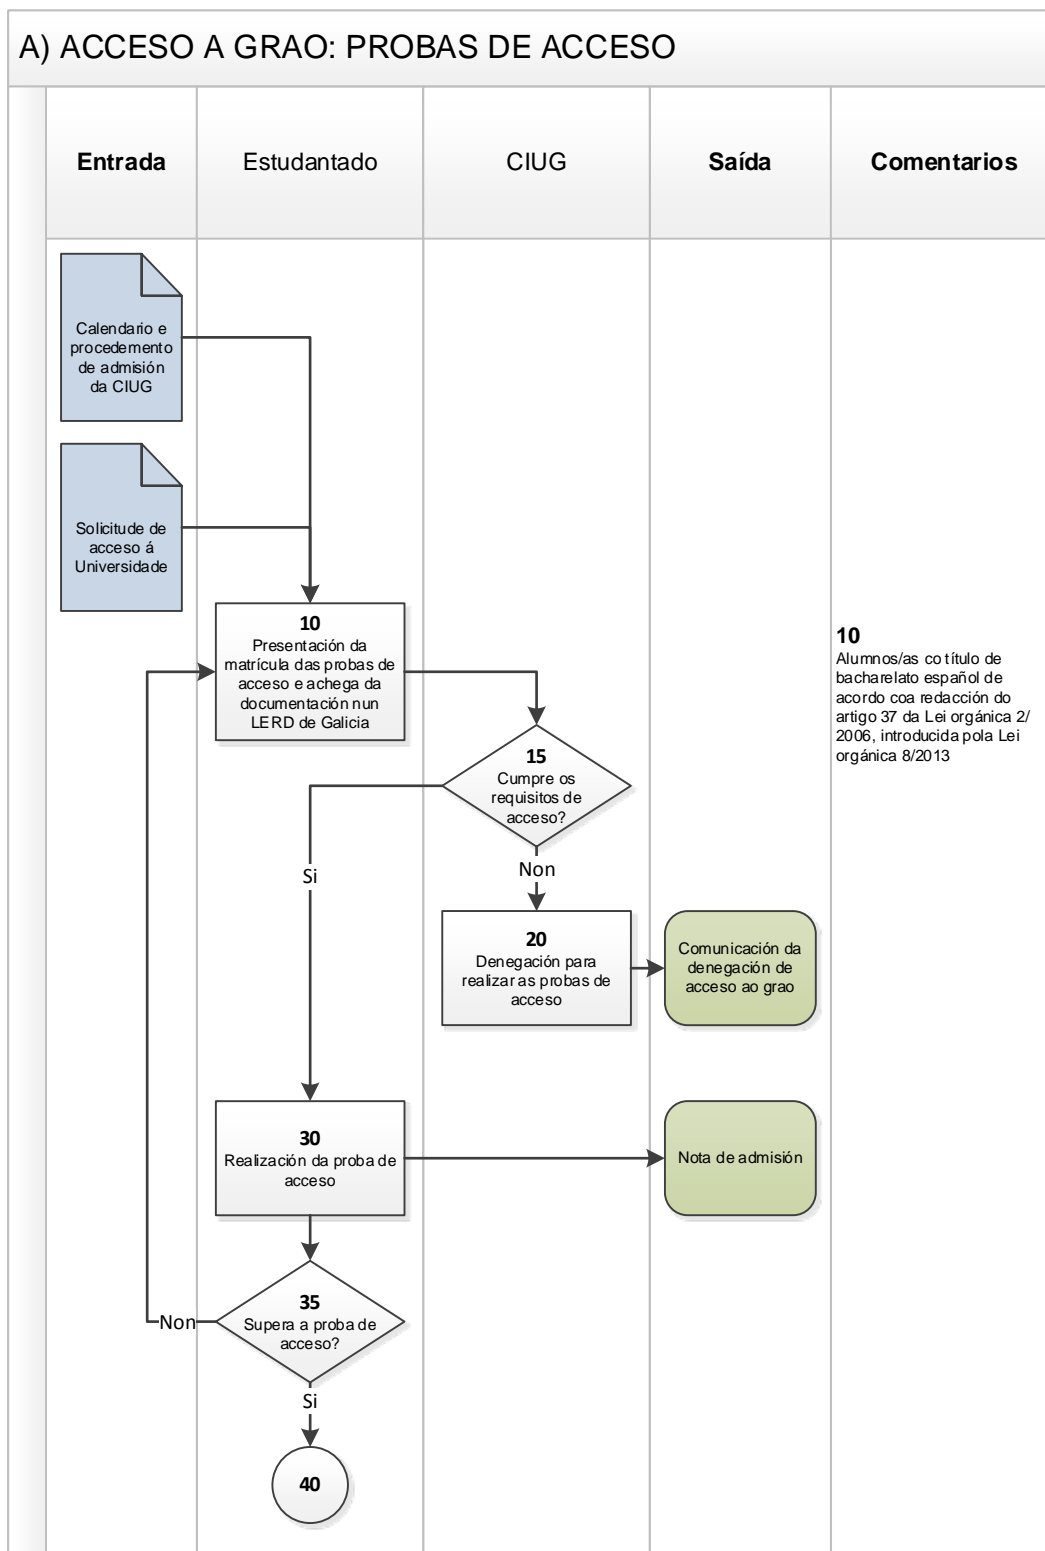 A) ACCESO A GRAO: PROBAS DE ACCESO
Entrada
Estudantado
CIUG
Saída
Comentarios
Calendario e
procedemento
de admisión
da CIUG
Solicitude de
acceso á
Universidade
10
Presentación da
matrícula das probas de
acceso e achega da
documentación nun
LERD de Galicia
10
Alumnos/as co título de
bacharelato español de
acordo coa redacción do
artigo 37 da Lei orgánica 2/
2006, introducida pola Lei
orgánica 8/2013
15
Cumpre os
requisitos de
acceso?
Si
Non
20
Denegación para
realizar as probas de
acceso
Comunicación da
denegación de
acceso ao grao
30
Realización da proba de
acceso
Nota de admisión
35
Supera a proba de
acceso?
Non
Si
40